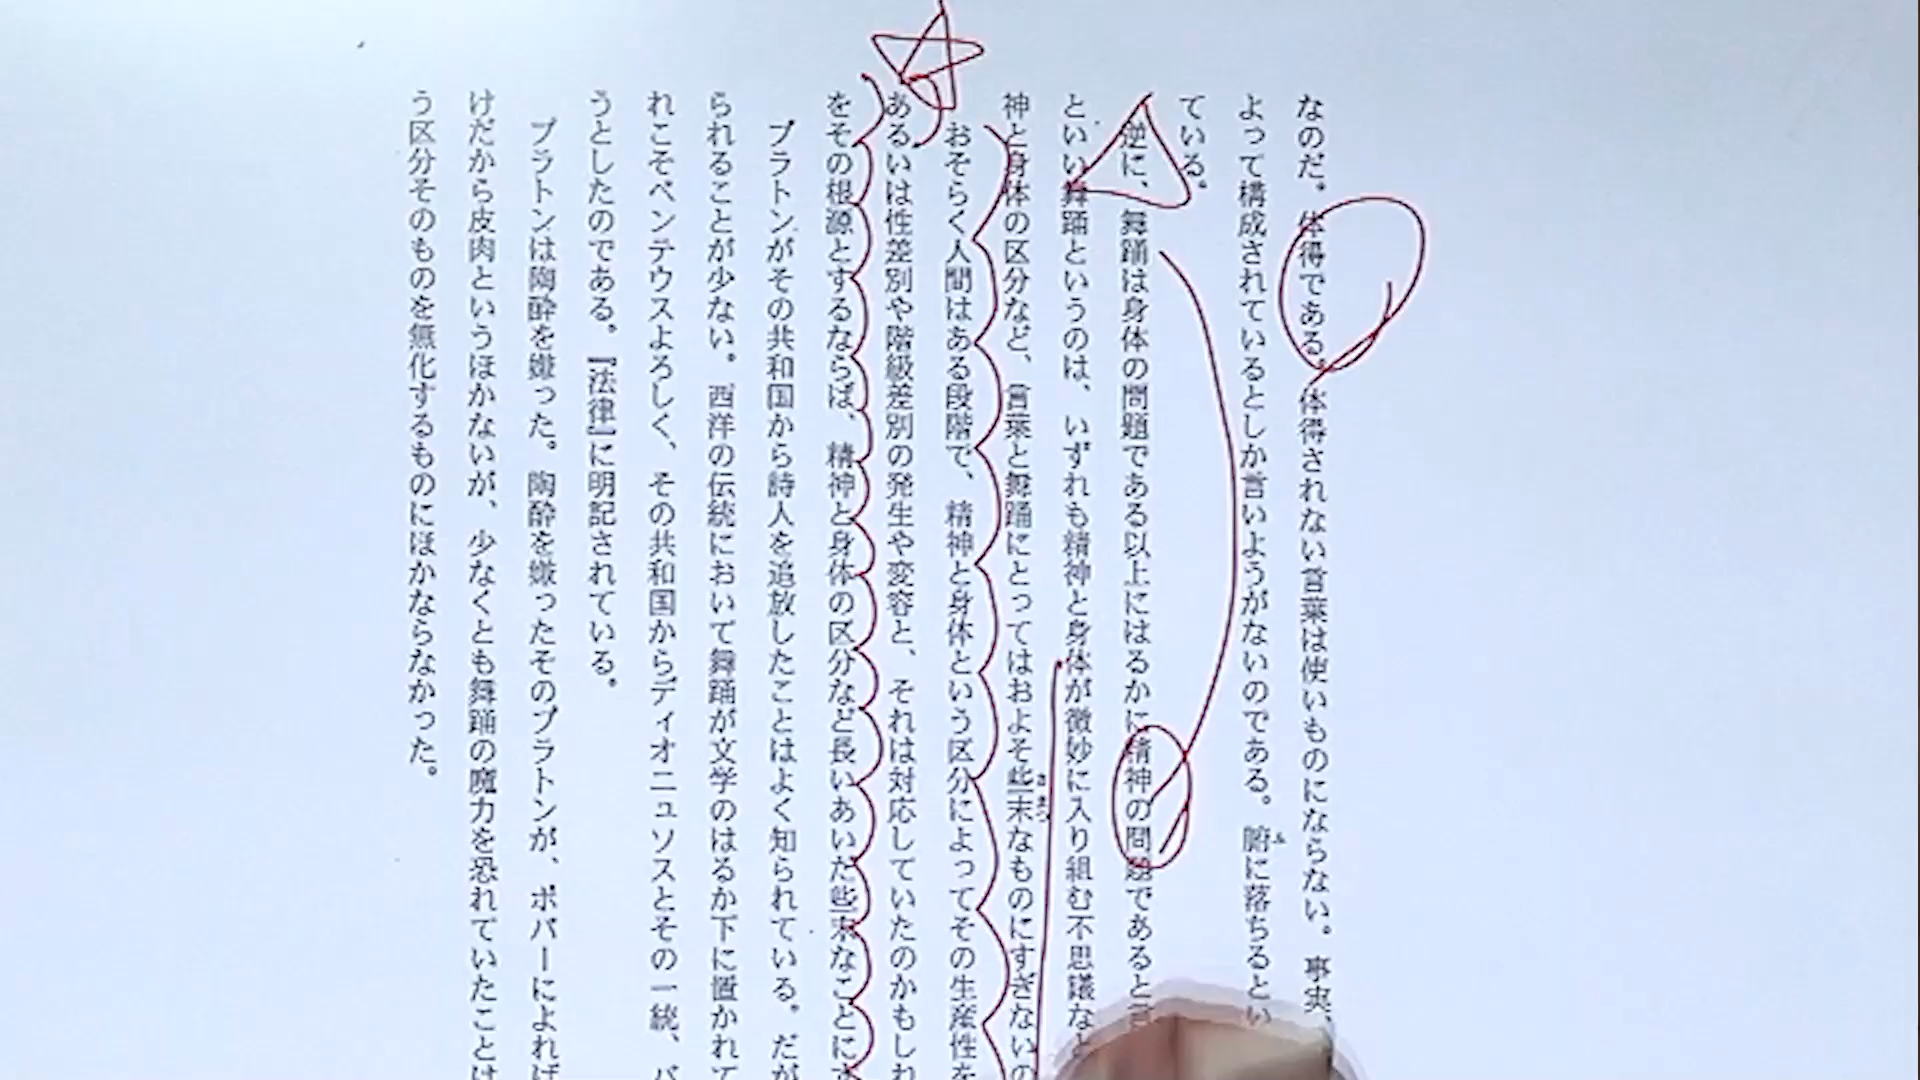 なのだ。体得である。体得されない言葉は使いものにならない。事実、
よって構成されているとしか言いようがないのである。腑に落ちるとい
ている。
逆に、舞踊は身体の問題である以上にはるかに精神の問題であると言
といい舞踊というのは、いずれも精神と身体が微妙に入り組む不思議な
神と身体の区分など、言葉と舞踊にとってはおよそ些末なものにすぎないの
おそらく人間はある段階で、精神と身体という区分によってその生産性を
あるいは性差別や階級差別の発生や変容と、それは対応していたのかもしれ
をその根源とするならば、精神と身体の区分など長いあいだ些末なことにす
プラトンがその共和国から詩人を追放したことはよく知られている。だが
られることが少ない。西洋の伝統において舞踊が文学のはるか下に置かれて
れこそペンテウスよろしく、その共和国からディオニュソスとその一統、バ
うとしたのである。『法律』に明記されている。
プラトンは陶酔を嫌った。陶酔を嫌ったそのプラトンが、ポパーによれば
けだから皮肉というほかないが、少なくとも舞踊の魔力を恐れていたことは
う区分そのものを無化するものにほかならなかった。